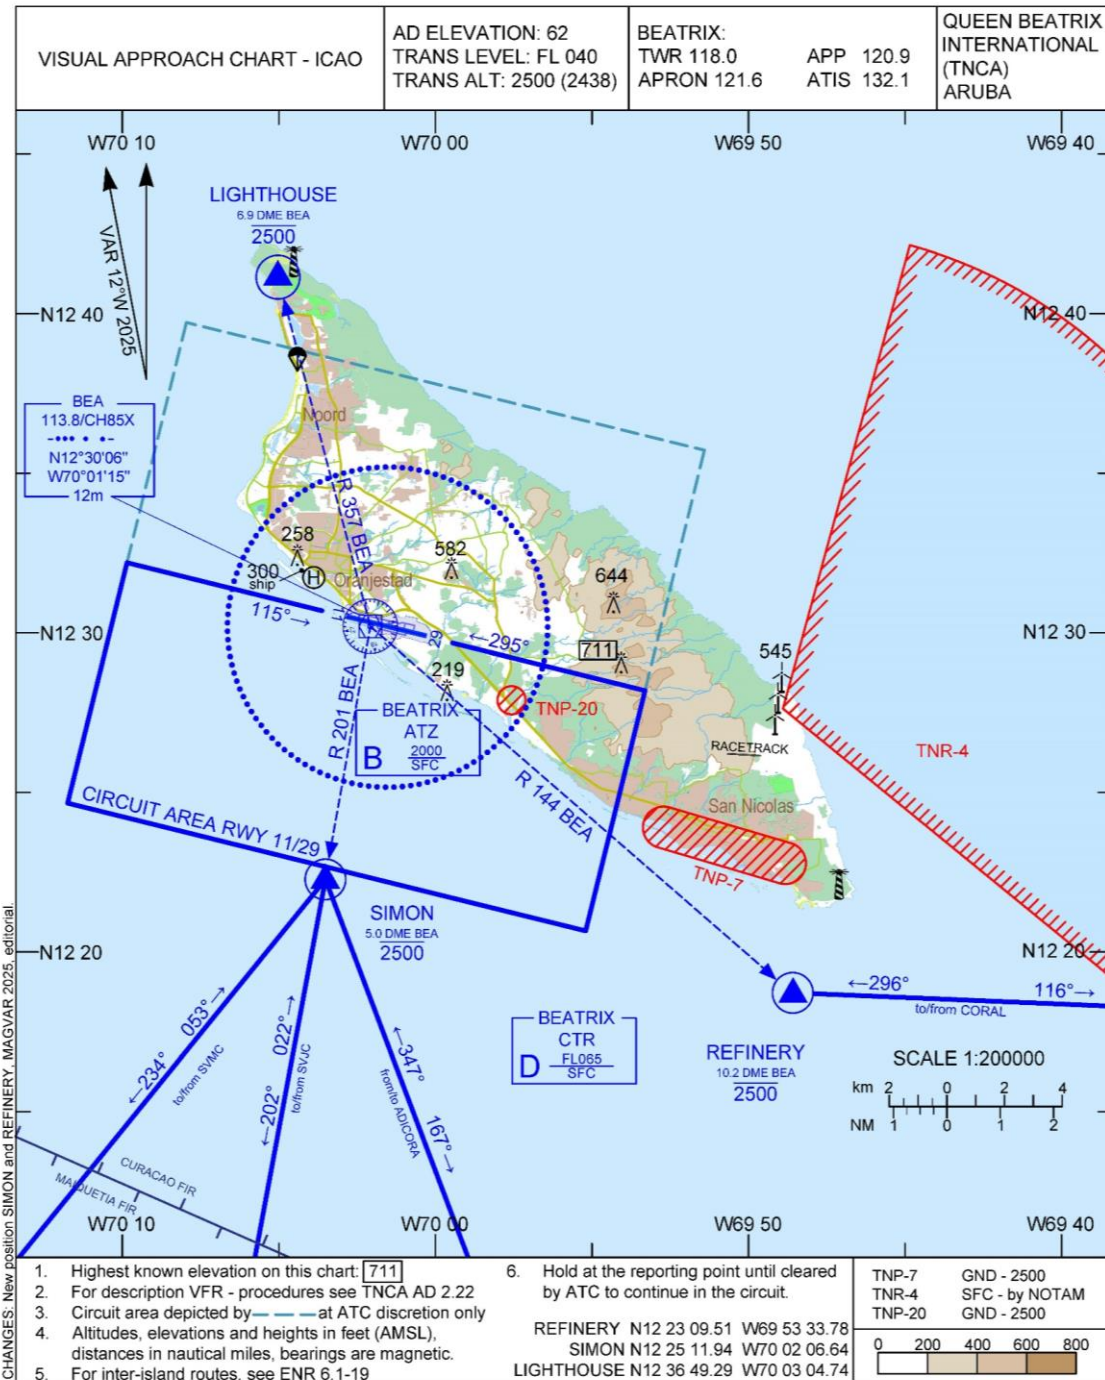 VISUAL APPROACH CHART - ICAO
AD ELEVATION: 62
TRANS LEVEL: FL 040
TRANS ALT: 2500 (2438)
BEATRIX:
TWR 118.0 APP 120.9
APRON 121.6 ATIS 132.1
QUEEN BEATRIX
INTERNATIONAL
(TNCA)
ARUBA
W70 10 W70 00 W69 50 W69 40
VAR 12°W 2025
LIGHTHOUSE
6.9 DME BEA
2500
N12 40 N12 40
BEA
113.8/CH85X
N12°30'06"
W70°01'15"
12m
Noord
R 357 BEA
258
582
300
ship
H
Oranjestad
644
115°→
29
←295°
N12 30 N12 30
711
545
219
TNP-20
R 201 BEA
BEATRIX
ATZ
B 2000
SFC
RACETRACK
TNR-4
R 144 BEA
San Nicolas
CIRCUIT AREA RWY 11/29
TNP-7
SIMON
5.0 DME BEA
2500
N12 20 N12 20
←296° 116°→
to/from CORAL
053°→
←234°
to/from SVMC
022°→
←202°
to/from SVJC
←347°
167°→
from/to ADICORA
BEATRIX
CTR
D FL065
SFC
REFINERY
10.2 DME BEA
2500
SCALE 1:200000
km 2 0 2 4
NM 1 0 1 2
CURACAO FIR
MAIQUETIA FIR
W70 10 W70 00 W69 50 W69 40
CHANGES: New position SIMON and REFINERY, MAGVAR 2025, editorial.
1. Highest known elevation on this chart: 711
2. For description VFR - procedures see TNCA AD 2.22
3. Circuit area depicted by at ATC discretion only
4. Altitudes, elevations and heights in feet (AMSL),
distances in nautical miles, bearings are magnetic.
5. For inter-island routes, see ENR 6.1-19
6. Hold at the reporting point until cleared
by ATC to continue in the circuit.
REFINERY N12 23 09.51 W69 53 33.78
SIMON N12 25 11.94 W70 02 06.64
LIGHTHOUSE N12 36 49.29 W70 03 04.74
TNP-7 GND - 2500
TNR-4 SFC - by NOTAM
TNP-20 GND - 2500
0 200 400 600 800